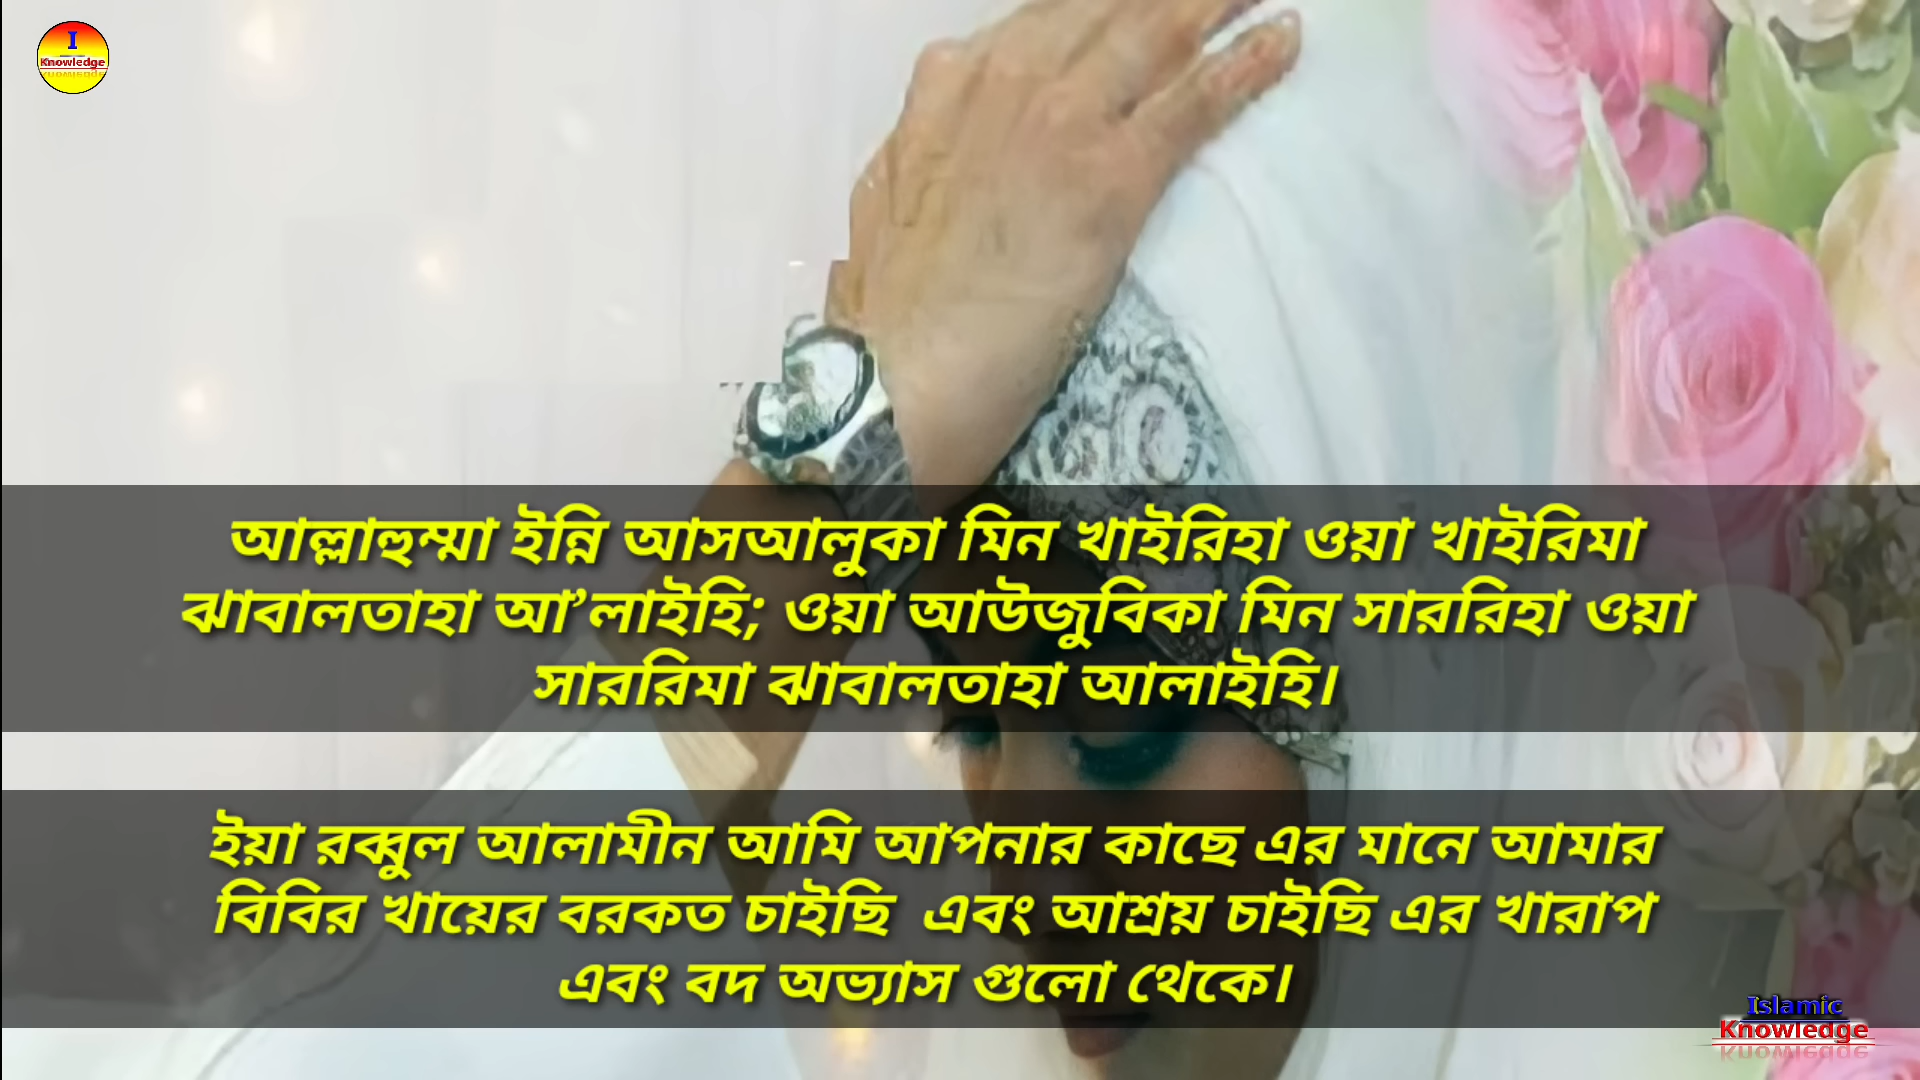 I
Knowledge
আল্লাহুম্মা ইন্নি আসআলুকা মিন খাইরিহা ওয়া খাইরিমা
ঝাবালতাহা আ’লাইহি; ওয়া আউজুবিকা মিন সাররিহা ওয়া
সাররিমা ঝাবালতাহা আলাইহি।
ইয়া রব্বুল আলামীন আমি আপনার কাছে এর মানে আমার
বিবির খায়ের বরকত চাইছি এবং আশ্রয় চাইছি এর খারাপ
এবং বদ অভ্যাস গুলো থেকে।
Islamic
Knowledge